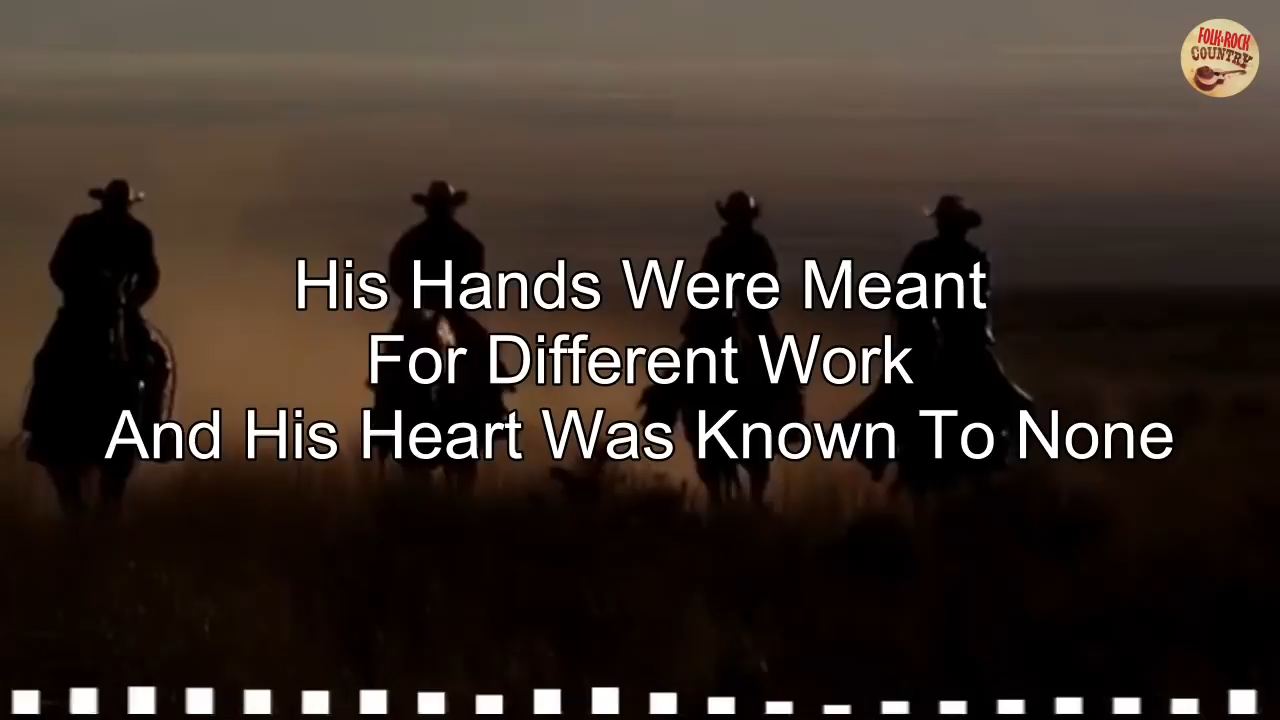 FOLK-ROCK
COUNTRY
His Hands Were Meant
For Different Work
And His Heart Was Known To None